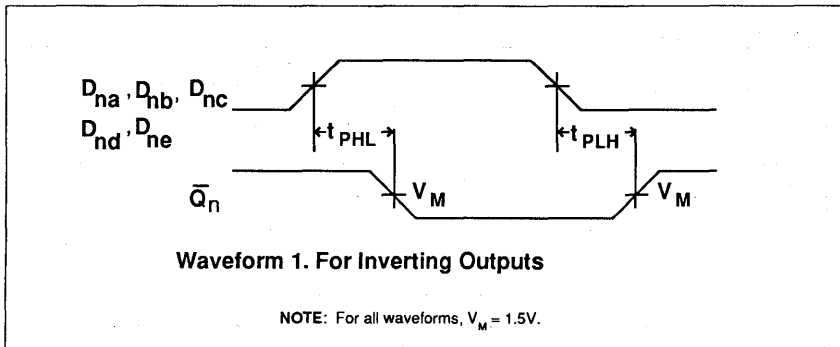 Dna, Dnb, Dnc
Dnd, Dne
tPHL
tPLH
Q̅n
VM
VM
Waveform 1. For Inverting Outputs
NOTE: For all waveforms, VM = 1.5V.